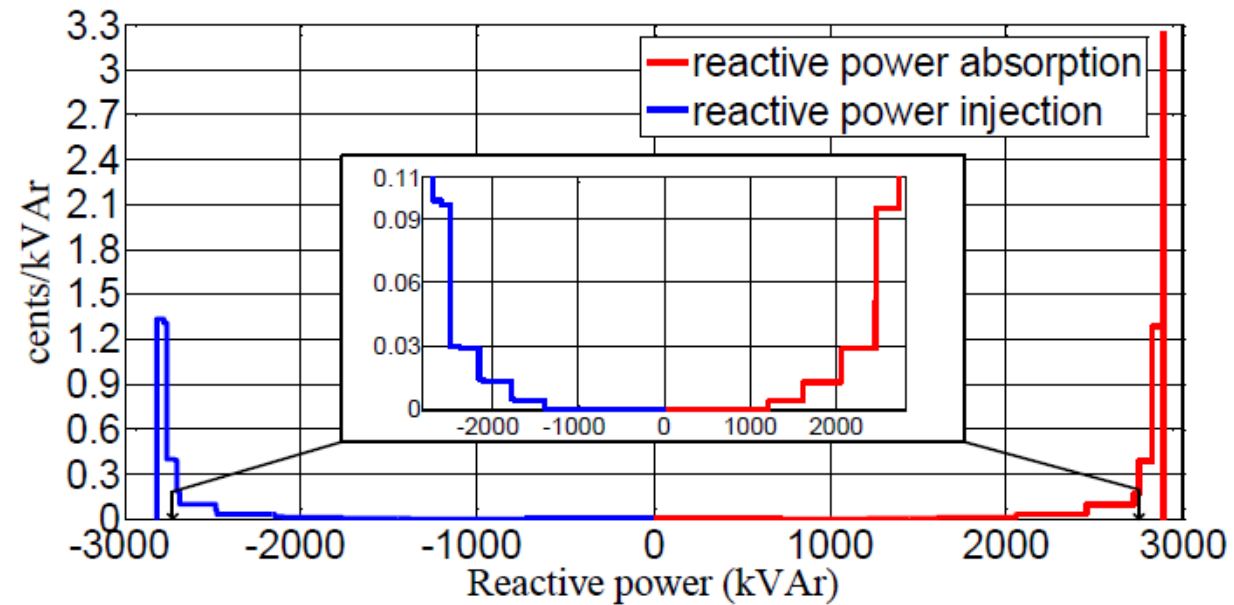 3.3
3
2.7
2.4
2.1
1.8
1.5
1.2
0.9
0.6
0.3
0
cents/kVAr
reactive power absorption
reactive power injection
0.11
0.09
0.06
0.03
0
-2000 -1000 0 1000 2000
-3000 -2000 -1000 0 1000 2000 3000
Reactive power (kVAr)